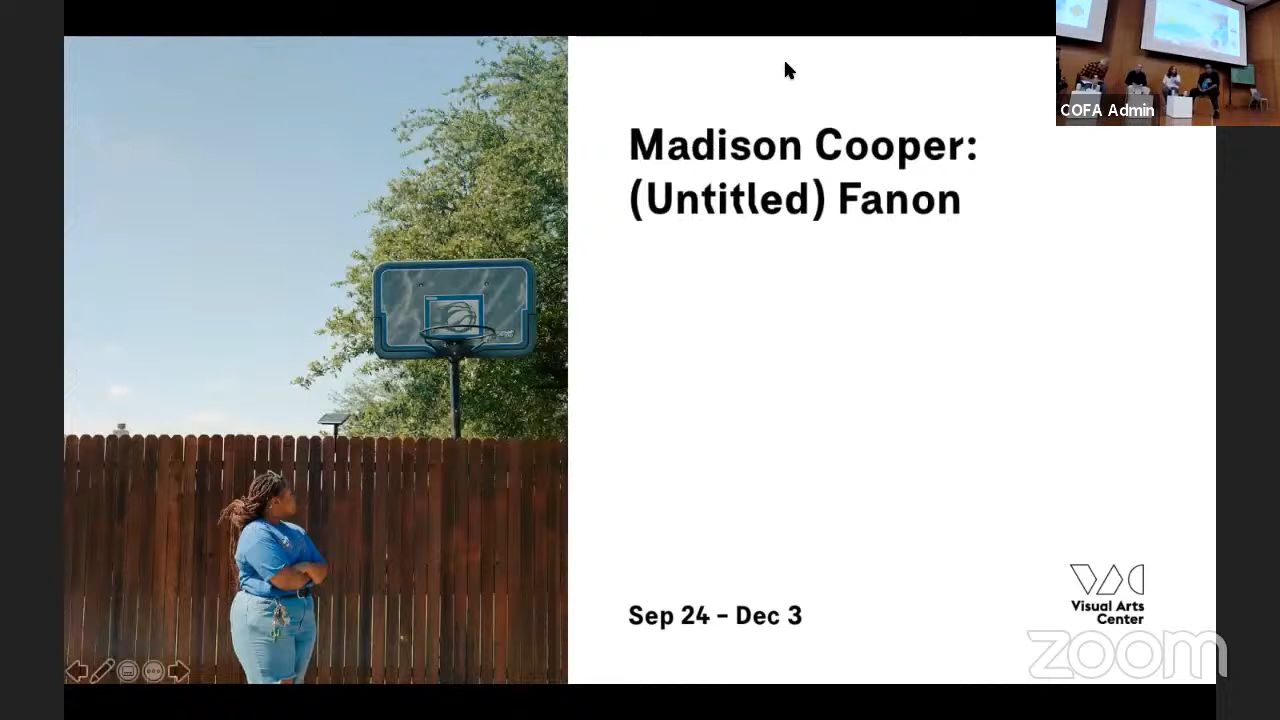 COFA Admin
Madison Cooper:
(Untitled) Fanon
Sep 24 – Dec 3
Visual Arts
Center
zoom